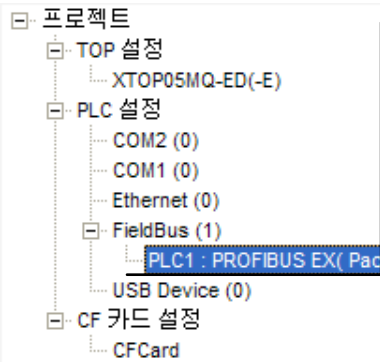 프로젝트
TOP 설정
XTOP05MQ-ED(-E)
PLC 설정
COM2 (0)
COM1 (0)
Ethernet (0)
FieldBus (1)
PLC1 : PROFIBUS EX( Pac
USB Device (0)
CF 카드 설정
CFCard